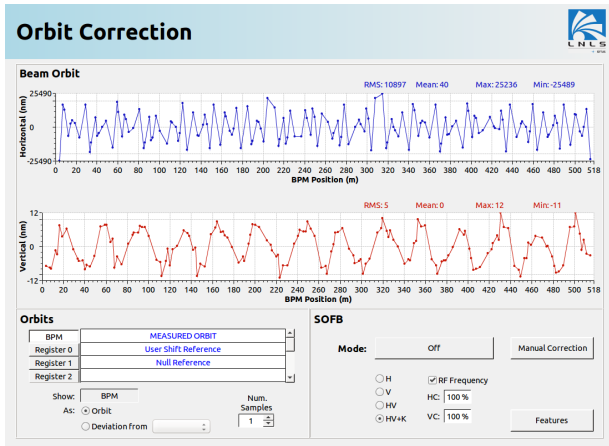 Orbit Correction
LNLS
Beam Orbit
RMS: 10897 Mean: 40 Max: 25236 Min: -25489
Horizontal (nm)
25490
0
-25490
0 20 40 60 80 100 120 140 160 180 200 220 240 260 280 300 320 340 360 380 400 420 440 460 480 500 518
BPM Position (m)
RMS: 5 Mean: 0 Max: 12 Min: -11
Vertical (nm)
12
0
-12
0 20 40 60 80 100 120 140 160 180 200 220 240 260 280 300 320 340 360 380 400 420 440 460 480 500 518
BPM Position (m)
Orbits
BPM MEASURED ORBIT
Register 0 User Shift Reference
Register 1 Null Reference
Register 2
Show: BPM
As: Orbit
Deviation from
Num.
Samples
1
SOFB
Mode: Off Manual Correction
H
V
HV
HV+K
RF Frequency
HC: 100 %
VC: 100 %
Features